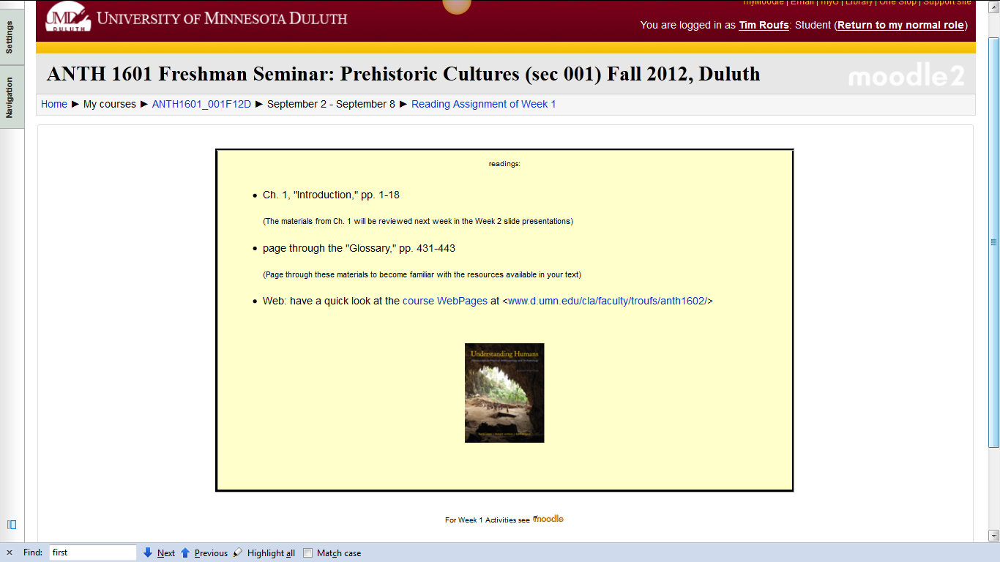 myMoodle | Email | myU | Library | One Stop | Support site
UMD
DULUTH
UNIVERSITY OF MINNESOTA DULUTH
You are logged in as Tim Roufs: Student (Return to my normal role)
Settings
Navigation
ANTH 1601 Freshman Seminar: Prehistoric Cultures (sec 001) Fall 2012, Duluth
moodle2
Home ► My courses ► ANTH1601_001F12D ► September 2 - September 8 ► Reading Assignment of Week 1
readings:
• Ch. 1, "Introduction," pp. 1-18
(The materials from Ch. 1 will be reviewed next week in the Week 2 slide presentations)
• page through the "Glossary," pp. 431-443
(Page through these materials to become familiar with the resources available in your text)
• Web: have a quick look at the course WebPages at <www.d.umn.edu/cla/faculty/troufs/anth1602/>
Understanding Humans
For Week 1 Activities see moodle
× Find: first Next Previous Highlight all Match case